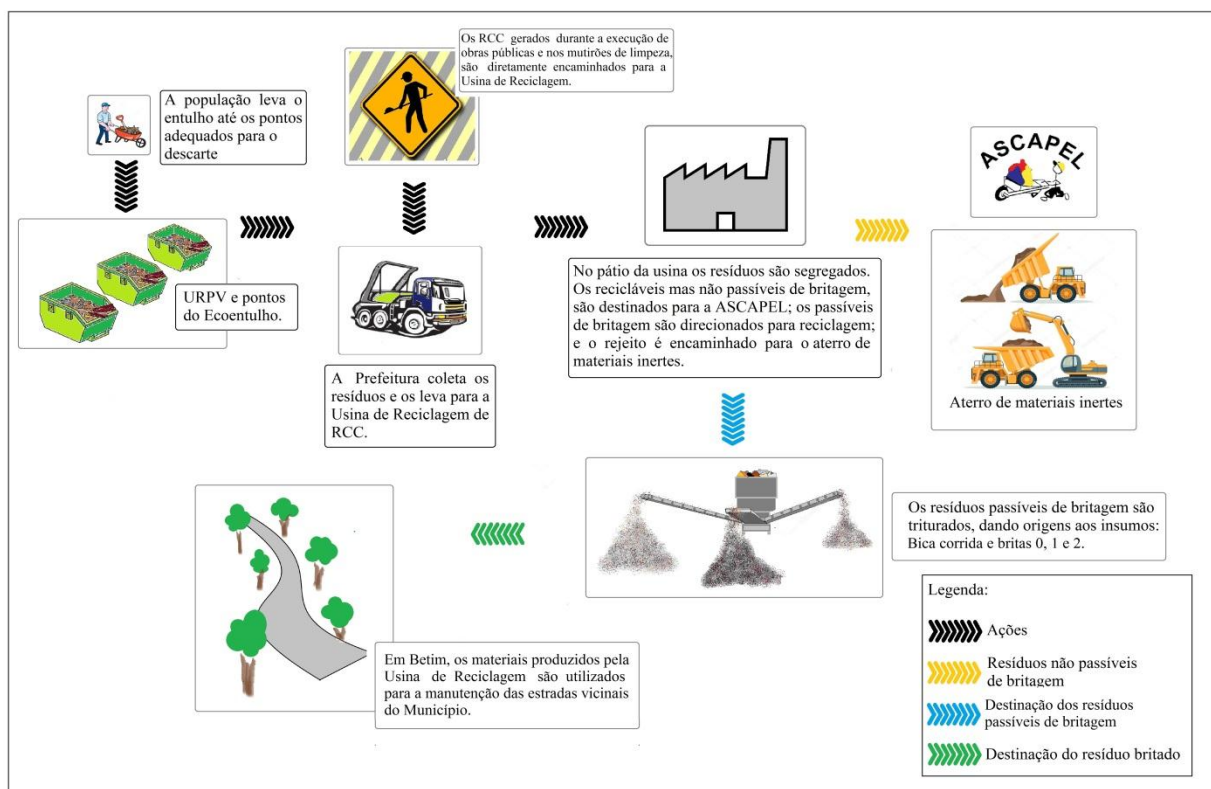 Os RCC gerados durante a execução de
obras públicas e nos mutirões de limpeza,
são diretamente encaminhados para a
Usina de Reciclagem.
A população leva o
entulho até os pontos
adequados para o
descarte
ASCAPEL
URPV e pontos
do Ecoentulho.
A Prefeitura coleta os
resíduos e os leva para a
Usina de Reciclagem de
RCC.
No pátio da usina os resíduos são segregados.
Os recicláveis mas não passíveis de britagem,
são destinados para a ASCAPEL; os passíveis
de britagem são direcionados para reciclagem;
e o rejeito é encaminhado para o aterro de
materiais inertes.
Aterro de materiais inertes
Os resíduos passíveis de britagem são
triturados, dando origens aos insumos:
Bica corrida e britas 0, 1 e 2.
Em Betim, os materiais produzidos pela
Usina de Reciclagem são utilizados
para a manutenção das estradas vicinais
do Município.
Legenda:
Ações
Resíduos não passíveis
de britagem
Destinação dos resíduos
passíveis de britagem
Destinação do resíduo britado